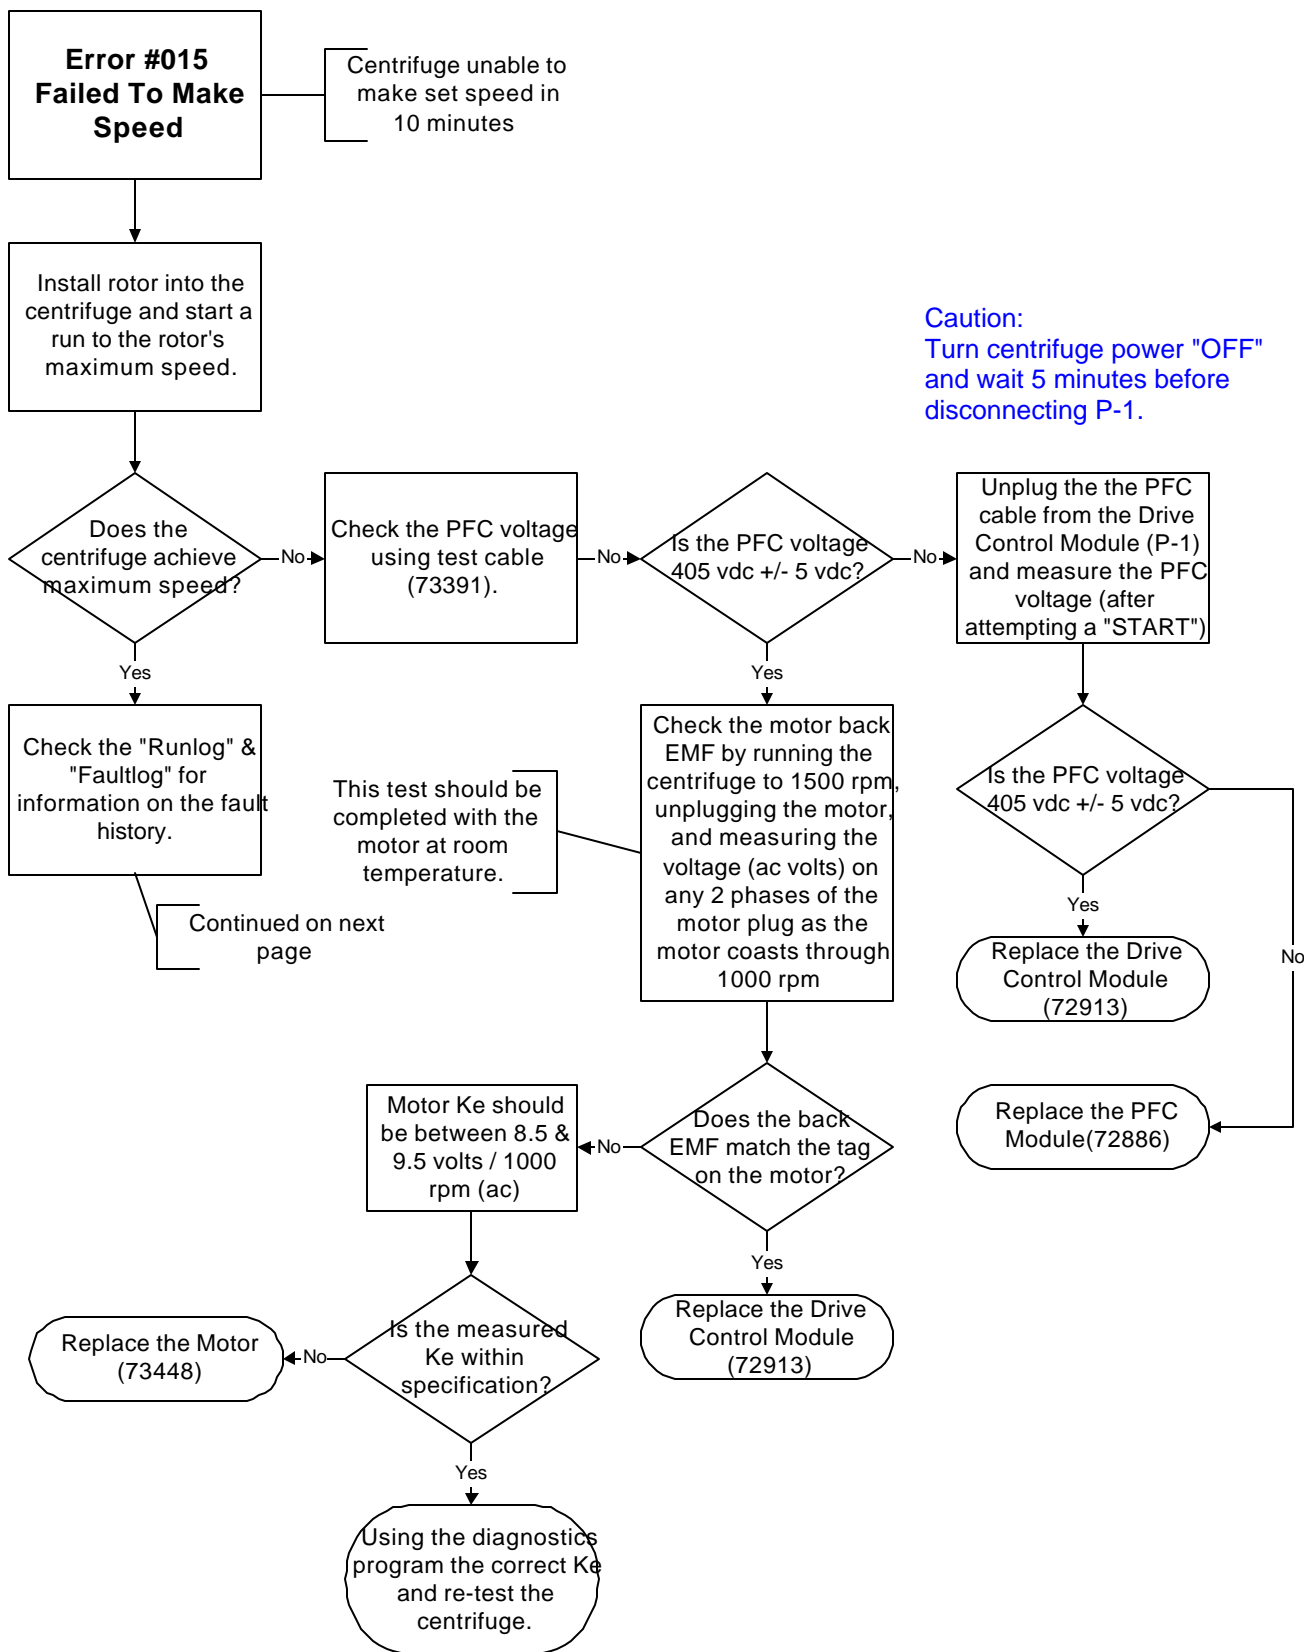 Error #015
Failed To Make
Speed
Centrifuge unable to
make set speed in
10 minutes
Install rotor into the
centrifuge and start a
run to the rotor's
maximum speed.
Caution:
Turn centrifuge power "OFF"
and wait 5 minutes before
disconnecting P-1.
Does the
centrifuge achieve
maximum speed?
No
Check the PFC voltage
using test cable
(73391).
No
Is the PFC voltage
405 vdc +/- 5 vdc?
No
Unplug the the PFC
cable from the Drive
Control Module (P-1)
and measure the PFC
voltage (after
attempting a "START")
Yes
Yes
Check the "Runlog" &
"Faultlog" for
information on the fault
history.
Continued on next
page
This test should be
completed with the
motor at room
temperature.
Check the motor back
EMF by running the
centrifuge to 1500 rpm,
unplugging the motor,
and measuring the
voltage (ac volts) on
any 2 phases of the
motor plug as the
motor coasts through
1000 rpm
Is the PFC voltage
405 vdc +/- 5 vdc?
Yes
No
Replace the Drive
Control Module
(72913)
Replace the PFC
Module(72886)
Does the back
EMF match the tag
on the motor?
No
Motor Ke should
be between 8.5 &
9.5 volts / 1000
rpm (ac)
Yes
Replace the Drive
Control Module
(72913)
Is the measured
Ke within
specification?
No
Replace the Motor
(73448)
Yes
Using the diagnostics
program the correct Ke
and re-test the
centrifuge.